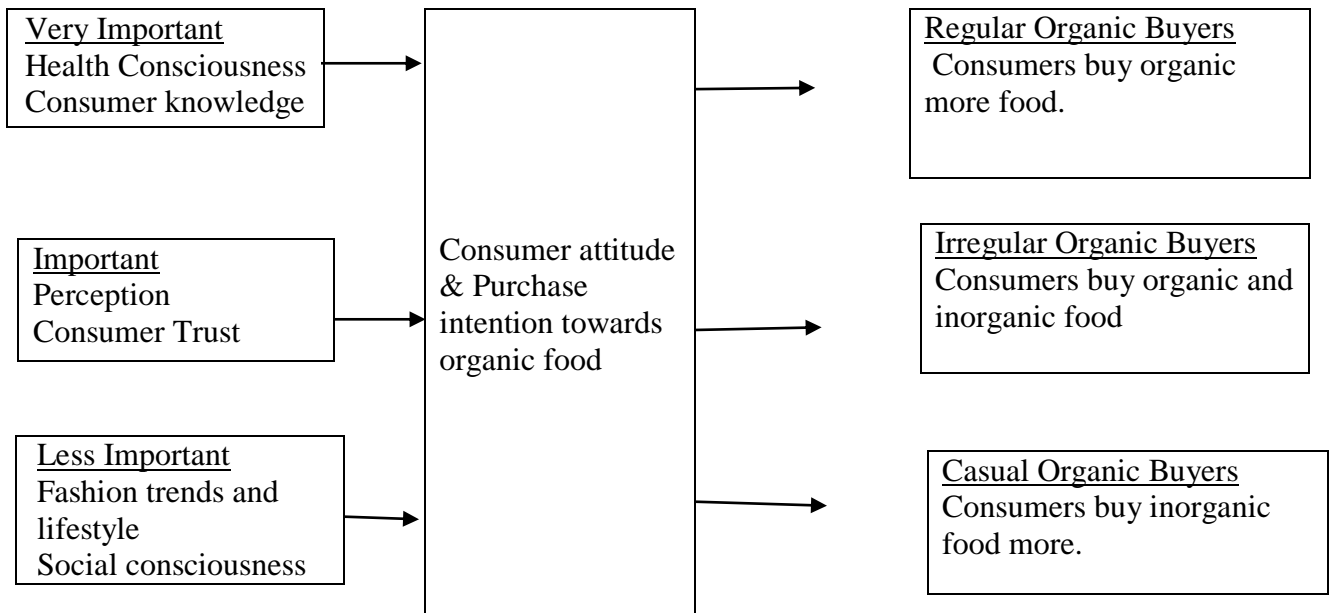 Very Important
Health Consciousness
Consumer knowledge
Important
Perception
Consumer Trust
Less Important
Fashion trends and
lifestyle
Social consciousness
Consumer attitude
& Purchase
intention towards
organic food
Regular Organic Buyers
Consumers buy organic
more food.
Irregular Organic Buyers
Consumers buy organic and
inorganic food
Casual Organic Buyers
Consumers buy inorganic
food more.